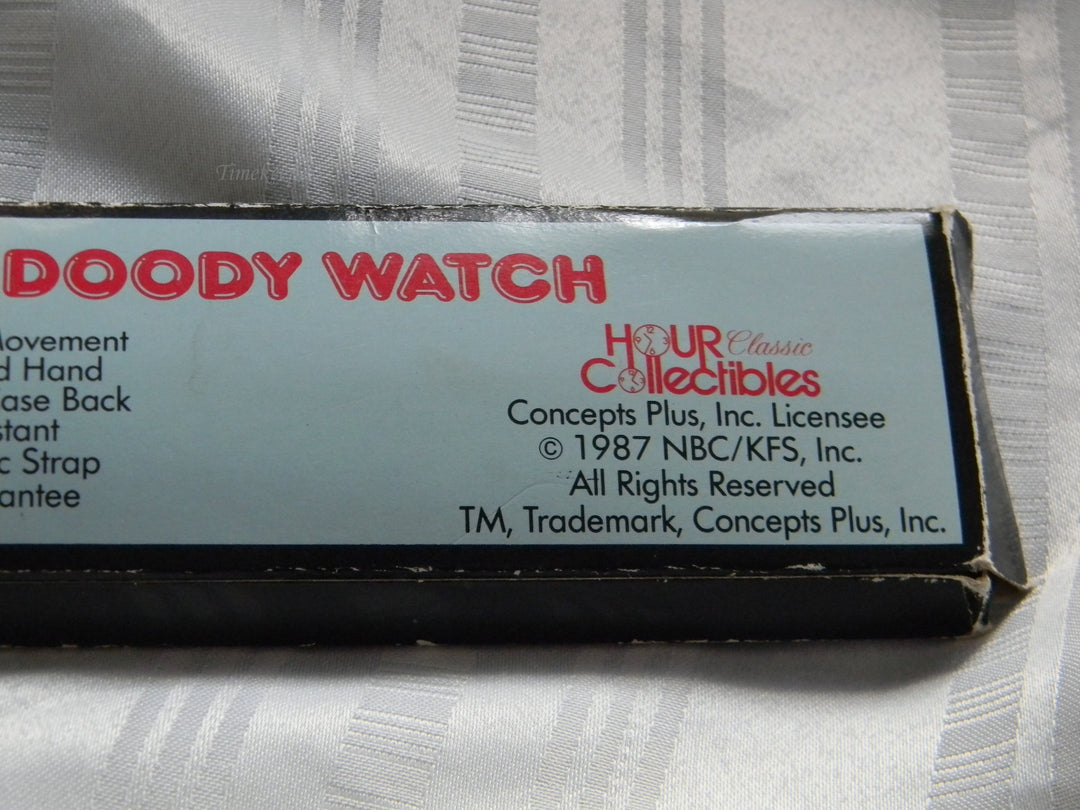 DOODY WATCH
Movement
d Hand
ase Back
stant
c Strap
antee
HOUR Classic
Collectibles
Concepts Plus, Inc. Licensee
© 1987 NBC/KFS, Inc.
All Rights Reserved
TM, Trademark, Concepts Plus, Inc.